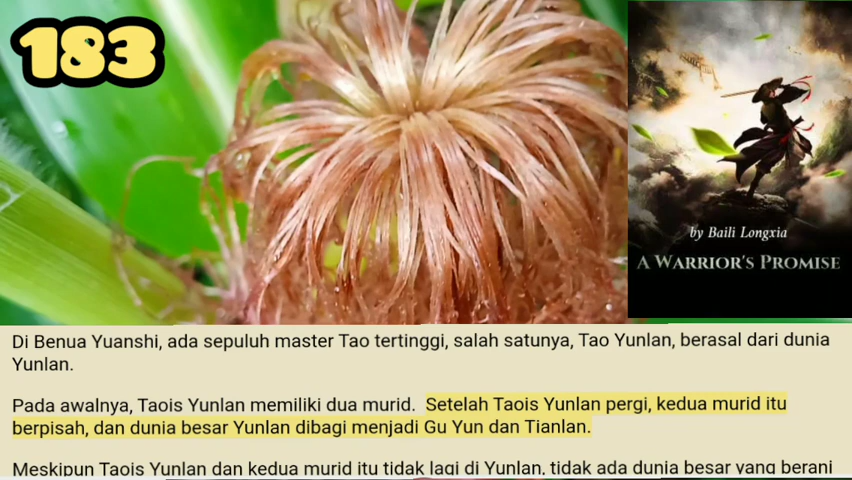 183
by Baili Longxia
A WARRIOR'S PROMISE
Di Benua Yuanshi, ada sepuluh master Tao tertinggi, salah satunya, Tao Yunlan, berasal dari dunia
Yunlan.
Pada awalnya, Taois Yunlan memiliki dua murid. Setelah Taois Yunlan pergi, kedua murid itu
berpisah, dan dunia besar Yunlan dibagi menjadi Gu Yun dan Tianlan.
Meskipun Taois Yunlan dan kedua murid itu tidak lagi di Yunlan, tidak ada dunia besar yang berani